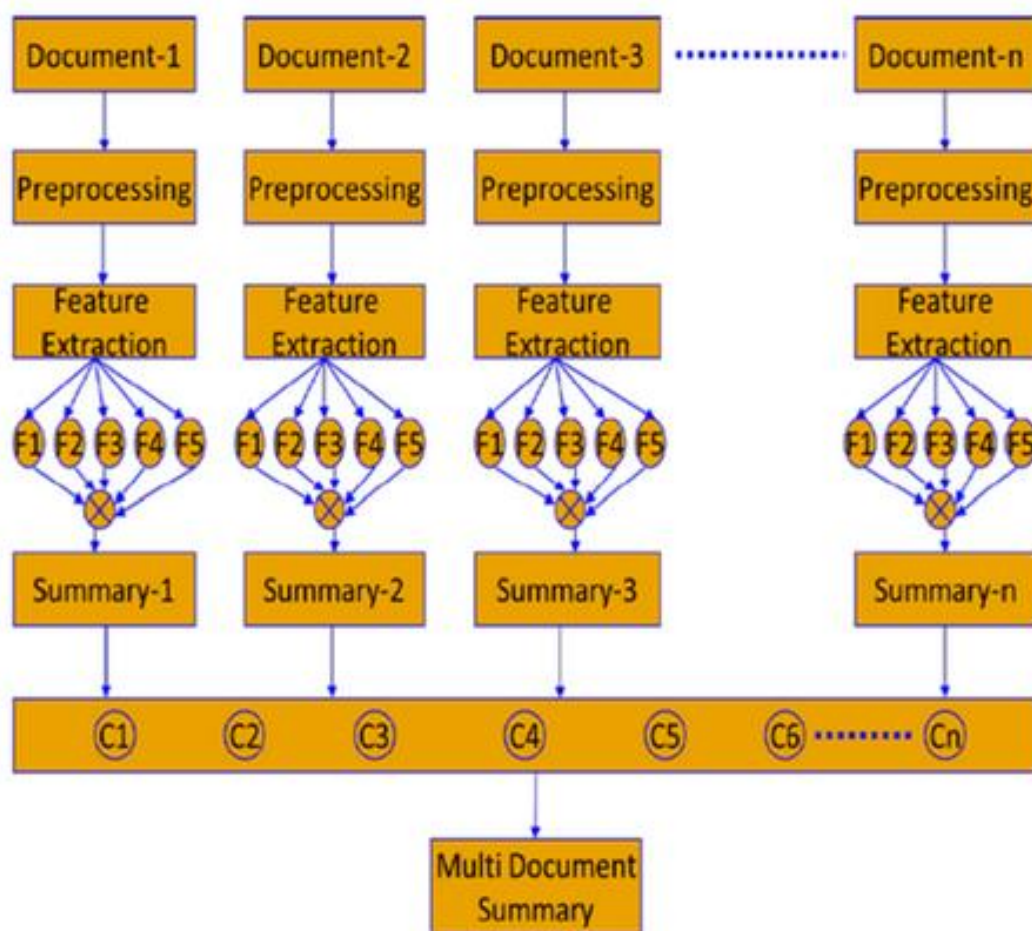 Document-1 Document-2 Document-3 Document-n
Preprocessing Preprocessing Preprocessing Preprocessing
Feature Feature Feature Feature
Extraction Extraction Extraction Extraction
F1 F2 F3 F4 F5 F1 F2 F3 F4 F5 F1 F2 F3 F4 F5 F1 F2 F3 F4 F5
Summary-1 Summary-2 Summary-3 Summary-n
C1 C2 C3 C4 C5 C6 Cn
Multi Document
Summary